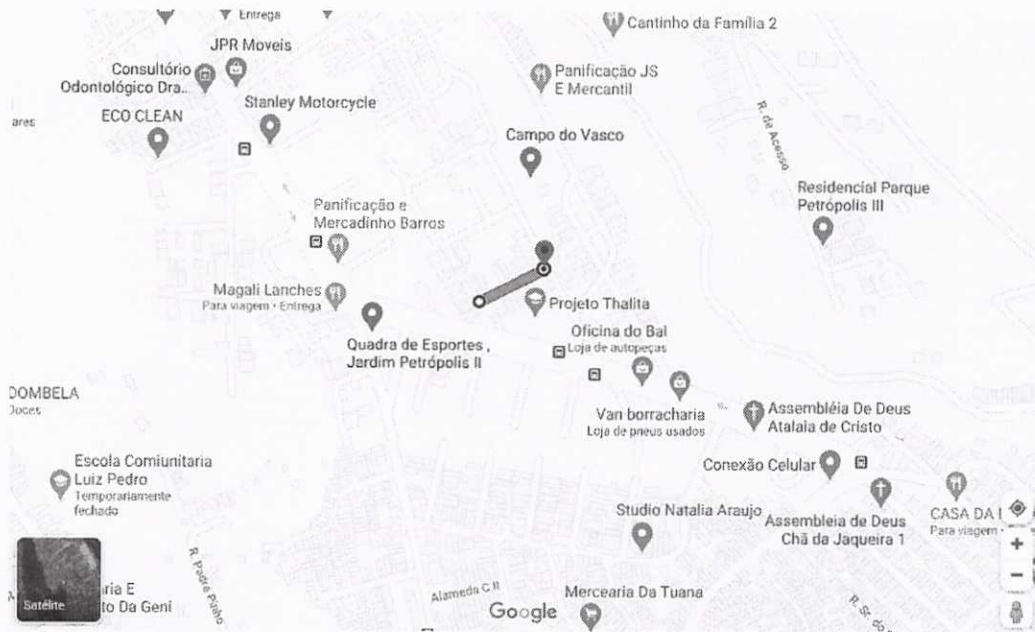 Entrega
Cantinho da Família 2
JPR Moveis
Consultório
Odontológico Dra..
Panificação JS
E Mercantil
Stanley Motorcycle
ECO CLEAN
ares
R. de Acesso
Campo do Vasco
Residencial Parque
Petrópolis III
Panificação e
Mercadinho Barros
Magali Lanches
Para viagem · Entrega
Projeto Thalita
Quadra de Esportes ,
Jardim Petrópolis II
Oficina do Bal
Loja de autopeças
Van borracharia
Loja de pneus usados
DOMBELA
Doces
Assembléia De Deus
Atalaia de Cristo
Escola Comiunitaria
Luiz Pedro
Temporariamente
fechado
Conexão Celular
Studio Natalia Araujo
Assembleia de Deus
Chã da Jaqueira 1
CASA DA
Para viagem ·
R. Padre Pinho
Alameda C II
Satélite
aria E
to Da Geni
Google
Mercearia Da Tuana